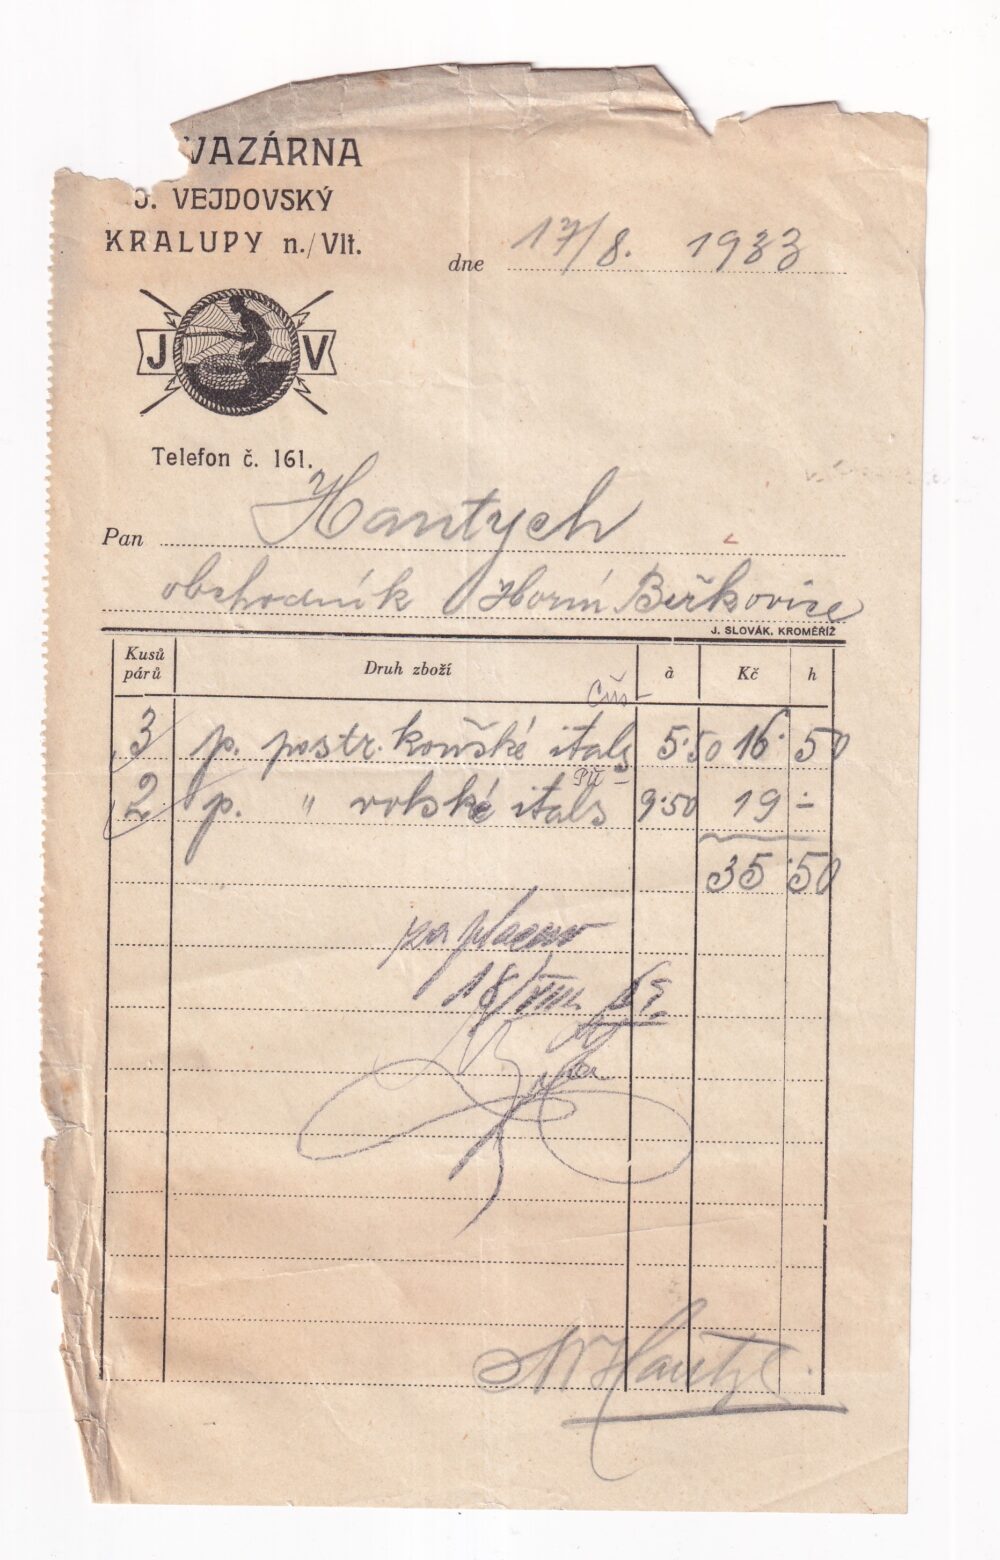 VAZÁRNA
J. VEJDOVSKÝ
KRALUPY n./Vlt.
dne 17/8. 1933
J V
Telefon č. 161.
Pan Hantych
obchodník Horní Beřkovice
J. SLOVÁK, KROMĚŘÍŽ
Kusů párů Druh zboží à Kč h
3 p. postr. koňské itals 5·50 16· 50
2 p. " volské itals 9·50 19 -
35 ·50
zaplaceno
18/VIII.